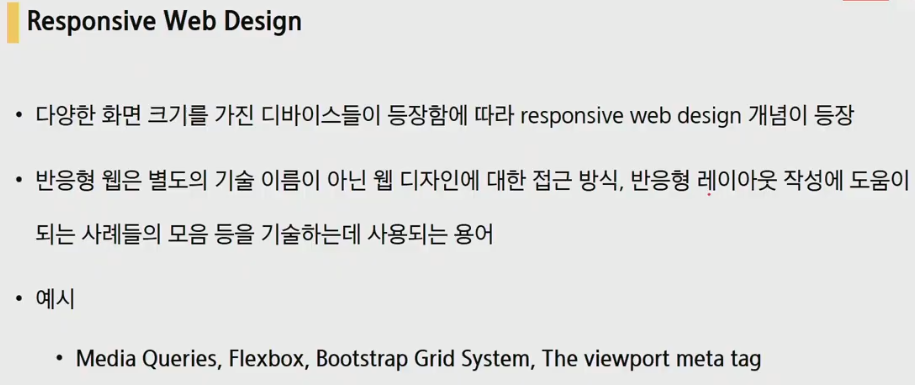 Responsive Web Design
• 다양한 화면 크기를 가진 디바이스들이 등장함에 따라 responsive web design 개념이 등장
• 반응형 웹은 별도의 기술 이름이 아닌 웹 디자인에 대한 접근 방식, 반응형 레이아웃 작성에 도움이
되는 사례들의 모음 등을 기술하는데 사용되는 용어
• 예시
• Media Queries, Flexbox, Bootstrap Grid System, The viewport meta tag